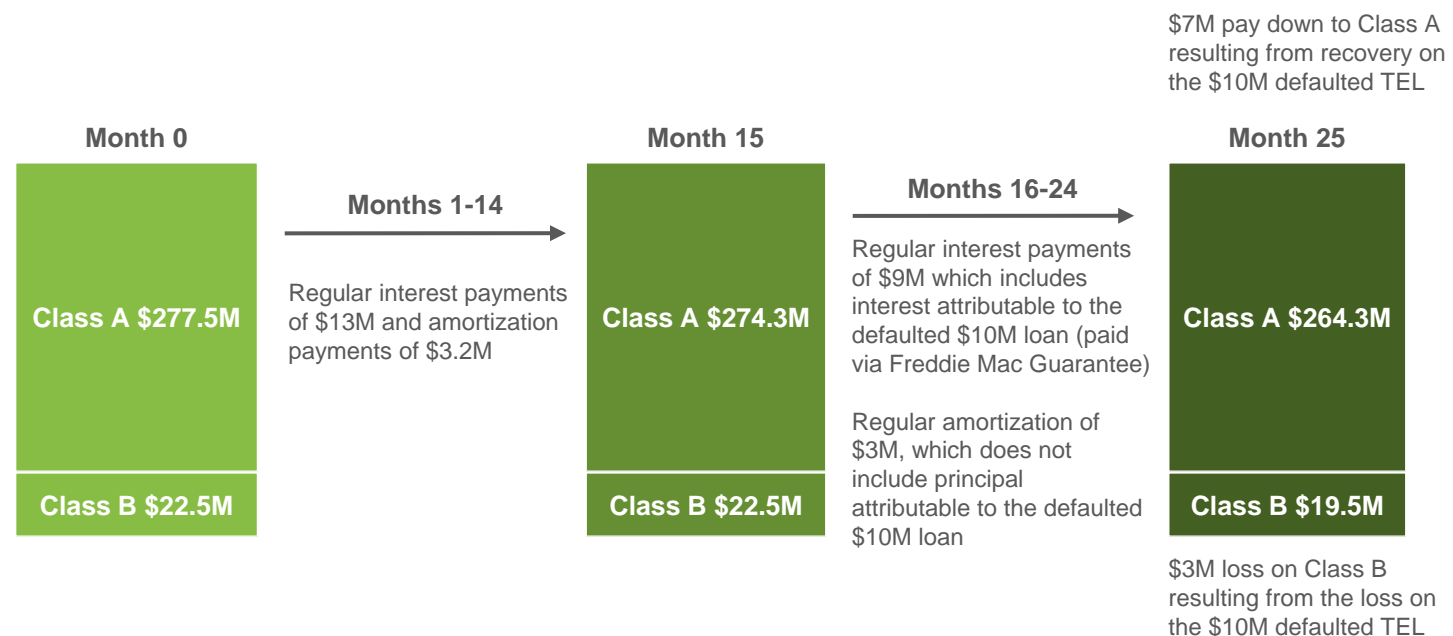 $7M pay down to Class A
resulting from recovery on
the $10M defaulted TEL
Month 0
Class A $277.5M
Class B $22.5M
Months 1-14
Regular interest payments
of $13M and amortization
payments of $3.2M
Month 15
Class A $274.3M
Class B $22.5M
Months 16-24
Regular interest payments
of $9M which includes
interest attributable to the
defaulted $10M loan (paid
via Freddie Mac Guarantee)
Regular amortization of
$3M, which does not
include principal
attributable to the defaulted
$10M loan
Month 25
Class A $264.3M
Class B $19.5M
$3M loss on Class B
resulting from the loss on
the $10M defaulted TEL